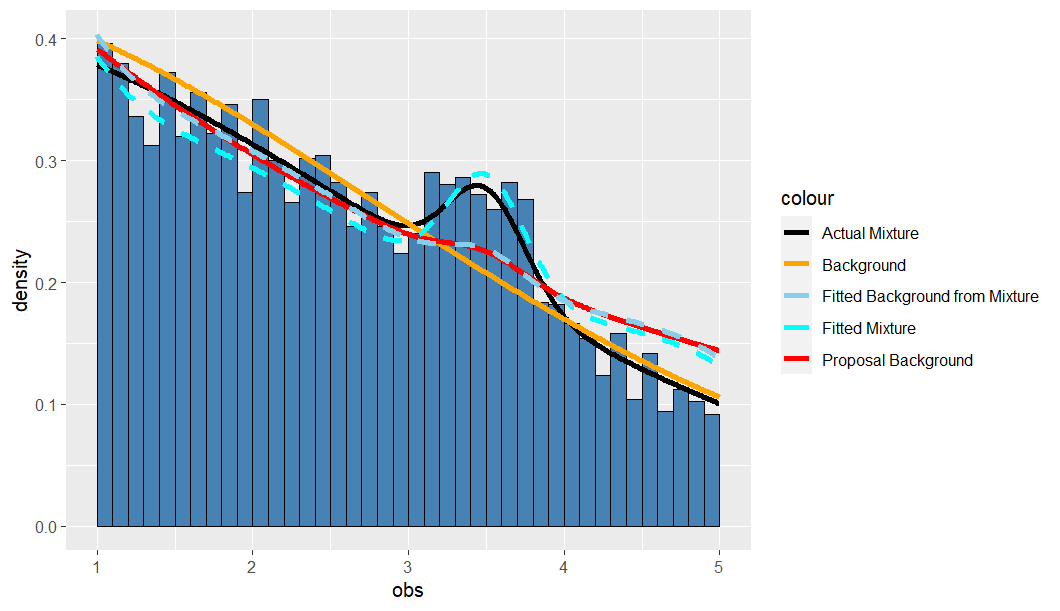 0.4
0.3
0.2
0.1
0.0
density
1
2
3
4
5
obs
colour
Actual Mixture
Background
Fitted Background from Mixture
Fitted Mixture
Proposal Background